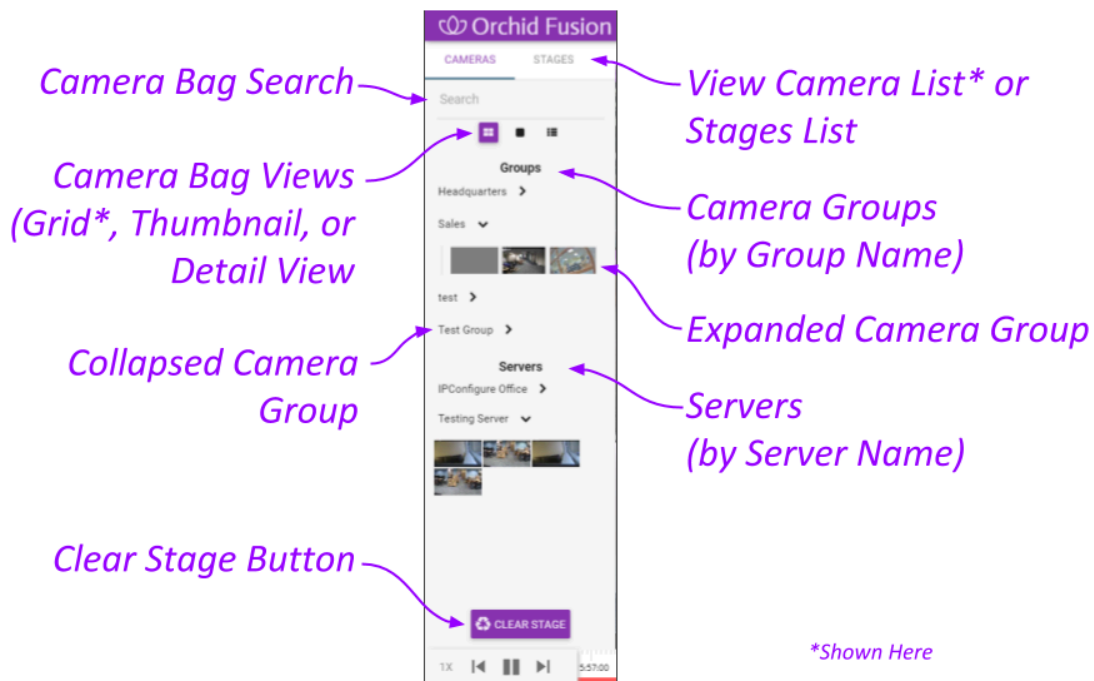 Orchid Fusion
CAMERAS STAGES
Camera Bag Search
Search
View Camera List* or
Stages List
Camera Bag Views
(Grid*, Thumbnail, or
Detail View
Groups
Headquarters
Sales
Camera Groups
(by Group Name)
test
Test Group
Expanded Camera Group
Collapsed Camera
Group
Servers
IPConfigure Office
Testing Server
Servers
(by Server Name)
Clear Stage Button
CLEAR STAGE
*Shown Here
1X 5:57:00